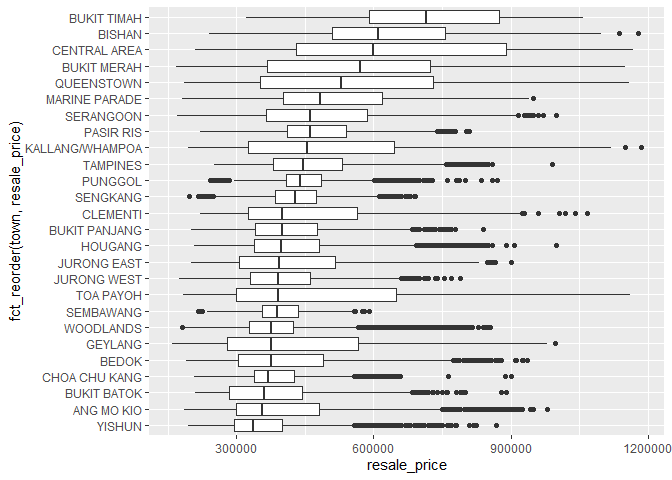 BUKIT TIMAH
BISHAN
CENTRAL AREA
BUKIT MERAH
QUEENSTOWN
MARINE PARADE
SERANGOON
PASIR RIS
KALLANG/WHAMPOA
TAMPINES
PUNGGOL
SENGKANG
CLEMENTI
BUKIT PANJANG
HOUGANG
JURONG EAST
JURONG WEST
TOA PAYOH
SEMBAWANG
WOODLANDS
GEYLANG
BEDOK
CHOA CHU KANG
BUKIT BATOK
ANG MO KIO
YISHUN
fct_reorder(town, resale_price)
300000 600000 900000 1200000
resale_price